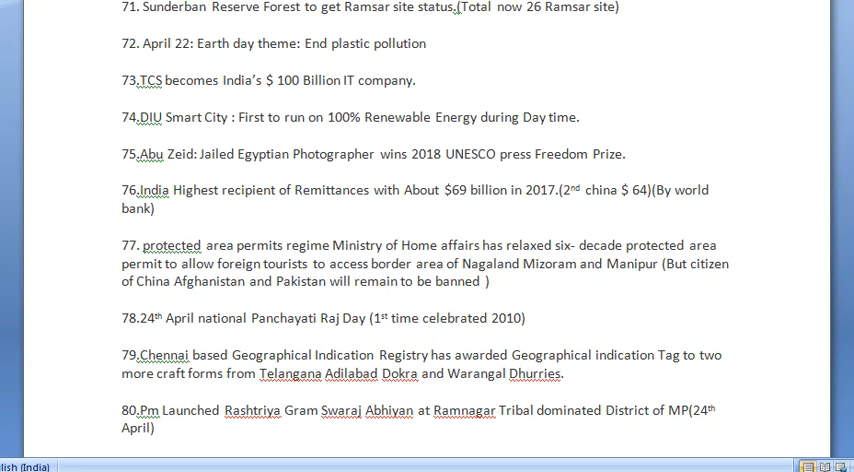 71. Sunderban Reserve Forest to get Ramsar site status.(Total now 26 Ramsar site)
72. April 22: Earth day theme: End plastic pollution
73.TCS becomes India’s $ 100 Billion IT company.
74.DIU Smart City : First to run on 100% Renewable Energy during Day time.
75.Abu Zeid: Jailed Egyptian Photographer wins 2018 UNESCO press Freedom Prize.
76.India Highest recipient of Remittances with About $69 billion in 2017.(2nd china $ 64)(By world
bank)
77. protected area permits regime Ministry of Home affairs has relaxed six- decade protected area
permit to allow foreign tourists to access border area of Nagaland Mizoram and Manipur (But citizen
of China Afghanistan and Pakistan will remain to be banned )
78.24th April national Panchayati Raj Day (1st time celebrated 2010)
79.Chennai based Geographical Indication Registry has awarded Geographical indication Tag to two
more craft forms from Telangana Adilabad Dokra and Warangal Dhurries.
80.Pm Launched Rashtriya Gram Swaraj Abhiyan at Ramnagar Tribal dominated District of MP(24th
April)
lish (India)